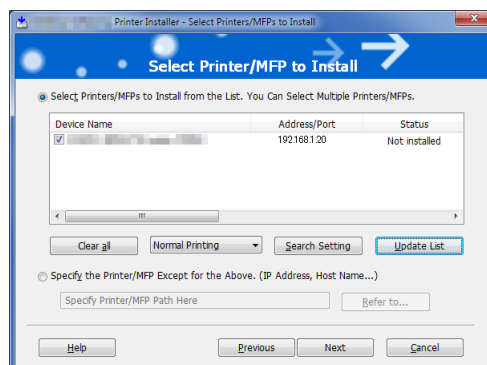 Printer Installer - Select Printers/MFPs to Install
Select Printer/MFP to Install
Select Printers/MFPs to Install from the List. You Can Select Multiple Printers/MFPs.
Device Name Address/Port Status
192.168.1.20 Not installed
Clear all Normal Printing Search Setting Update List
Specify the Printer/MFP Except for the Above. (IP Address, Host Name...)
Specify Printer/MFP Path Here Refer to...
Help Previous Next Cancel